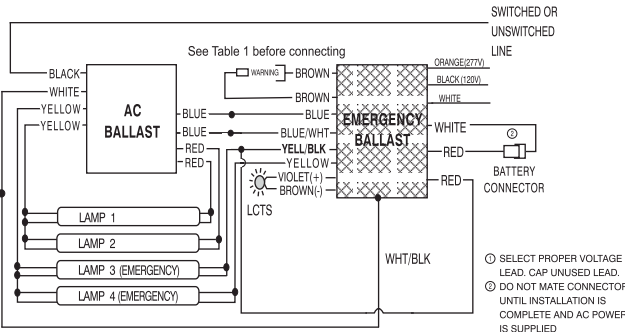 SWITCHED OR
UNSWITCHED
LINE
See Table 1 before connecting
ORANGE(277V)
BLACK
WARNING
BROWN
BLACK (120V)
WHITE
BROWN
WHITE
YELLOW
AC
BALLAST
BLUE
BLUE
EMERGENCY
BALLAST
YELLOW
BLUE
BLUE/WHT
WHITE
②
RED
YELL/BLK
RED
RED
YELLOW
BATTERY
CONNECTOR
VIOLET(+)
BROWN(-)
RED
LCTS
LAMP 1
LAMP 2
LAMP 3 (EMERGENCY)
LAMP 4 (EMERGENCY)
WHT/BLK
① SELECT PROPER VOLTAGE
LEAD. CAP UNUSED LEAD.
② DO NOT MATE CONNECTOR
UNTIL INSTALLATION IS
COMPLETE AND AC POWER
IS SUPPLIED